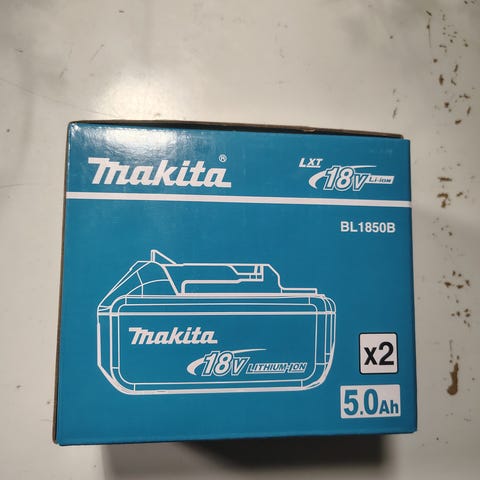 makita®
LXT
18V Li-ION
BL1850B
makita
18V LITHIUM-ION
x2
5.0Ah